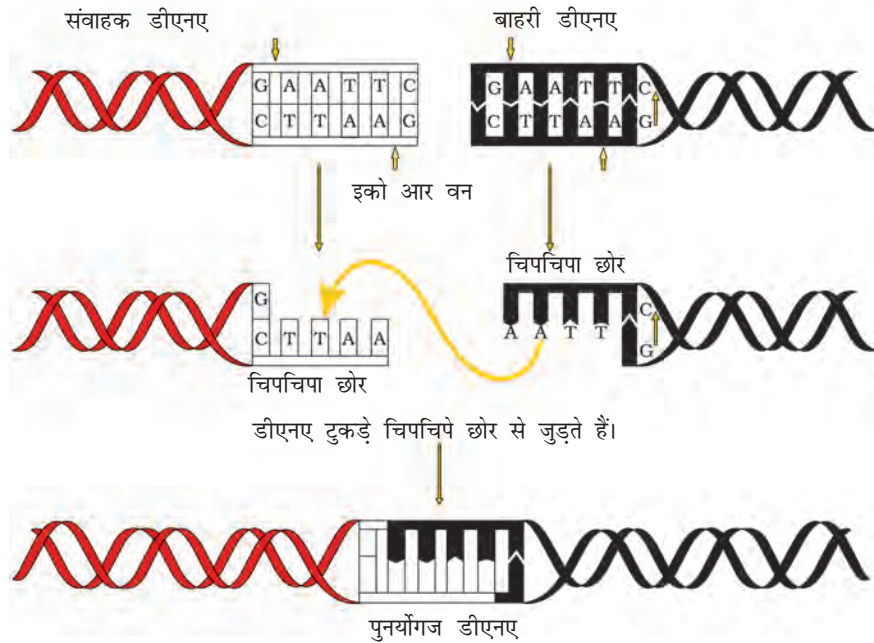 संवाहक डीएनए
बाहरी डीएनए
G A A T T C
C T T A A G
G A A T T C
C T T A A G
इको आर वन
चिपचिपा छोर
G
C T T A A
C
A A T T
G
चिपचिपा छोर
डीएनए टुकड़े चिपचिपे छोर से जुड़ते हैं।
पुनर्योगज डीएनए